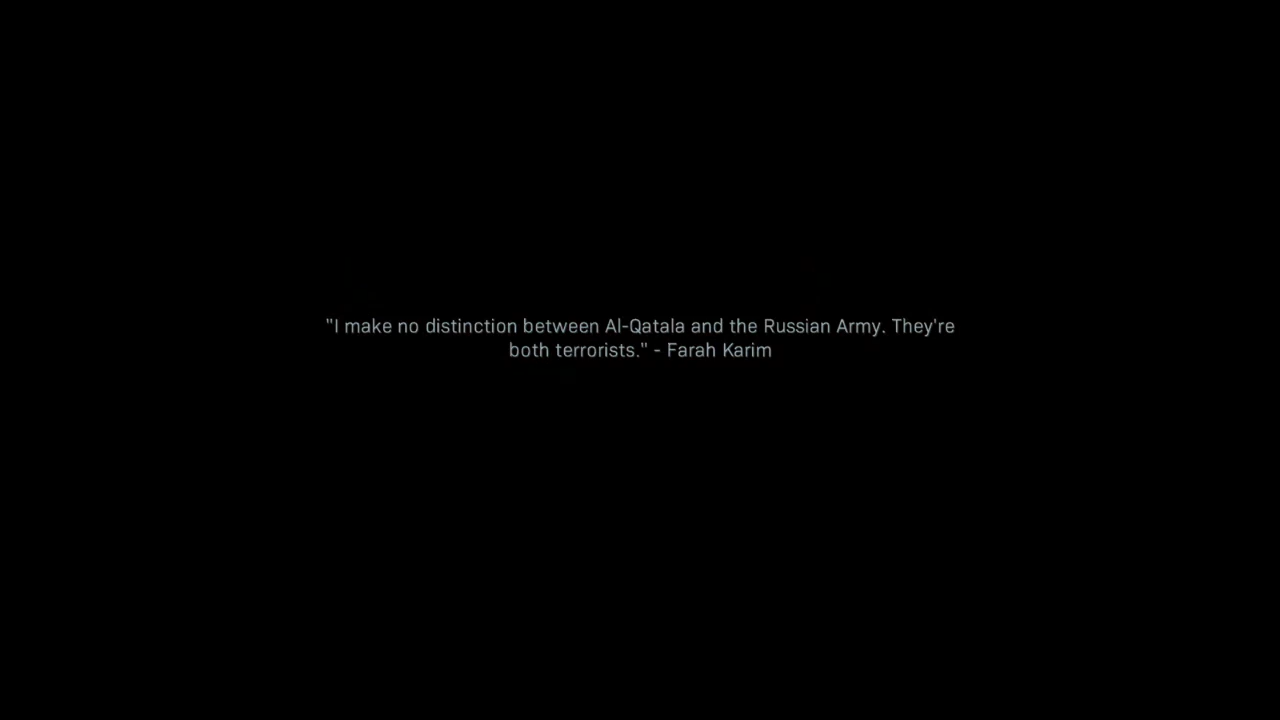 "I make no distinction between Al-Qatala and the Russian Army. They're
both terrorists." - Farah Karim